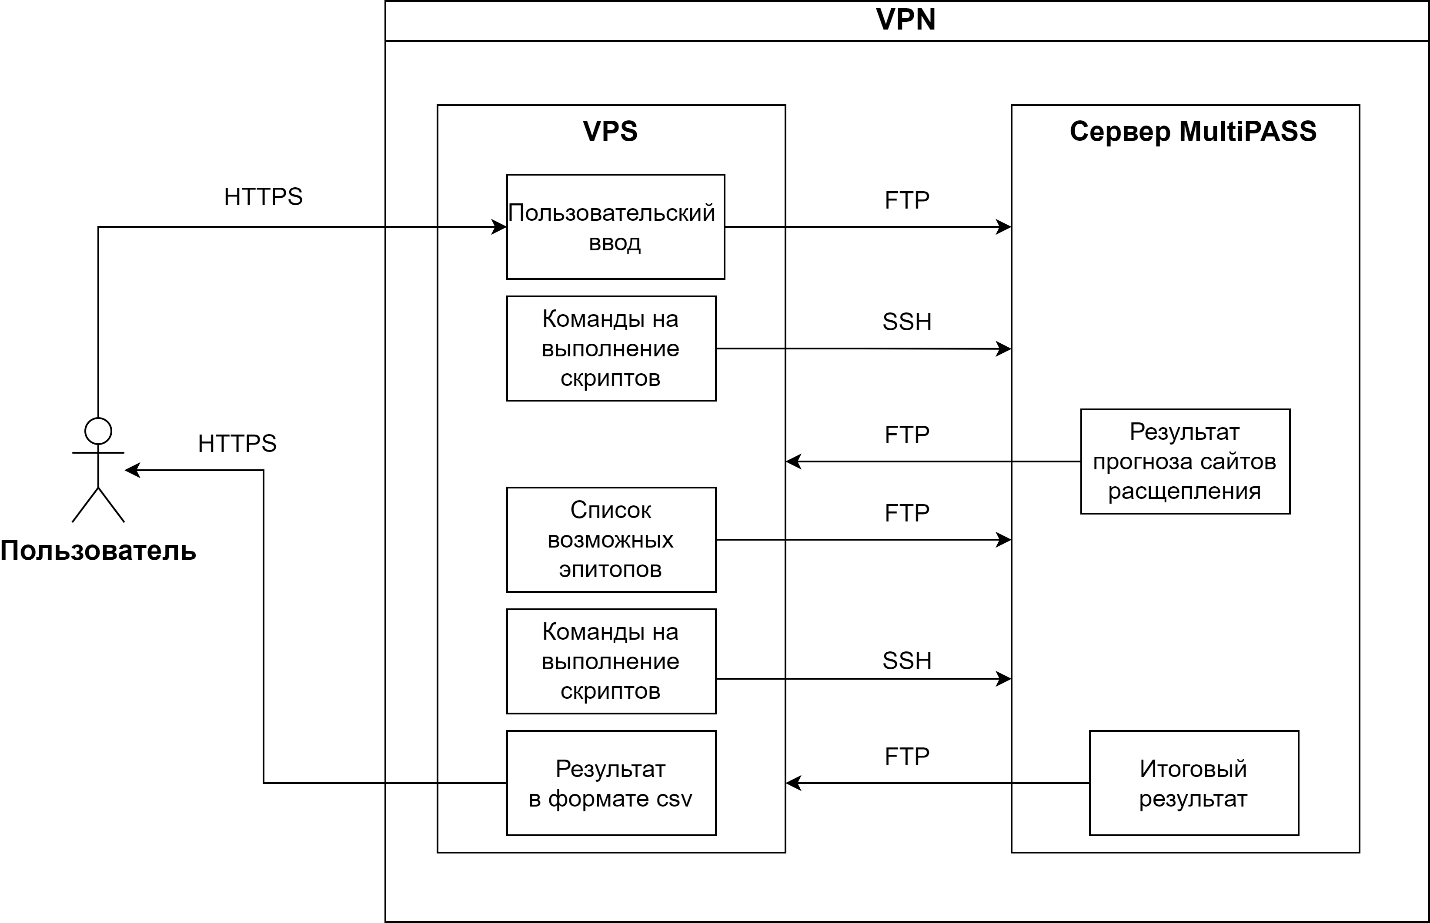 VPN
VPS
Сервер MultiPASS
HTTPS
Пользовательский
ввод
FTP
Команды на
выполнение
скриптов
SSH
HTTPS
FTP
Результат
прогноза сайтов
расщепления
Список
возможных
эпитопов
FTP
Пользователь
Команды на
выполнение
скриптов
SSH
Результат
в формате csv
FTP
Итоговый
результат